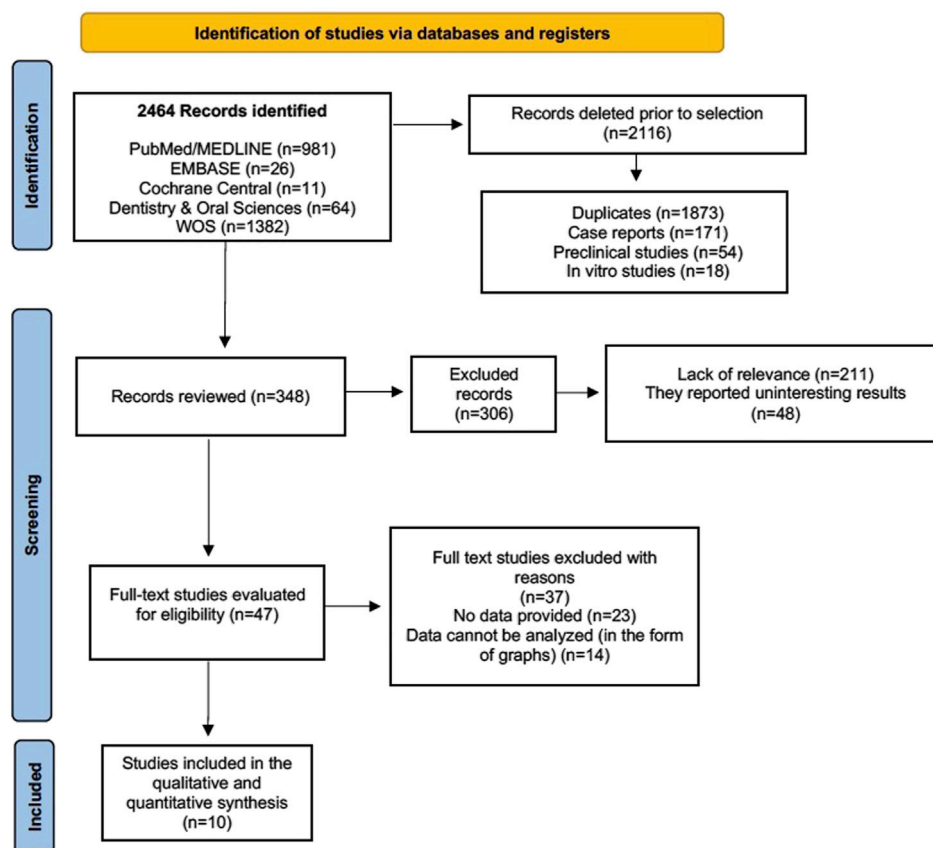 Identification of studies via databases and registers
Identification
2464 Records identified
PubMed/MEDLINE (n=981)
EMBASE (n=26)
Cochrane Central (n=11)
Dentistry & Oral Sciences (n=64)
WOS (n=1382)
Records deleted prior to selection
(n=2116)
Duplicates (n=1873)
Case reports (n=171)
Preclinical studies (n=54)
In vitro studies (n=18)
Screening
Records reviewed (n=348)
Excluded
records
(n=306)
Lack of relevance (n=211)
They reported uninteresting results
(n=48)
Full-text studies evaluated
for eligibility (n=47)
Full text studies excluded with
reasons
(n=37)
No data provided (n=23)
Data cannot be analyzed (in the form
of graphs) (n=14)
Included
Studies included in the
qualitative and
quantitative synthesis
(n=10)